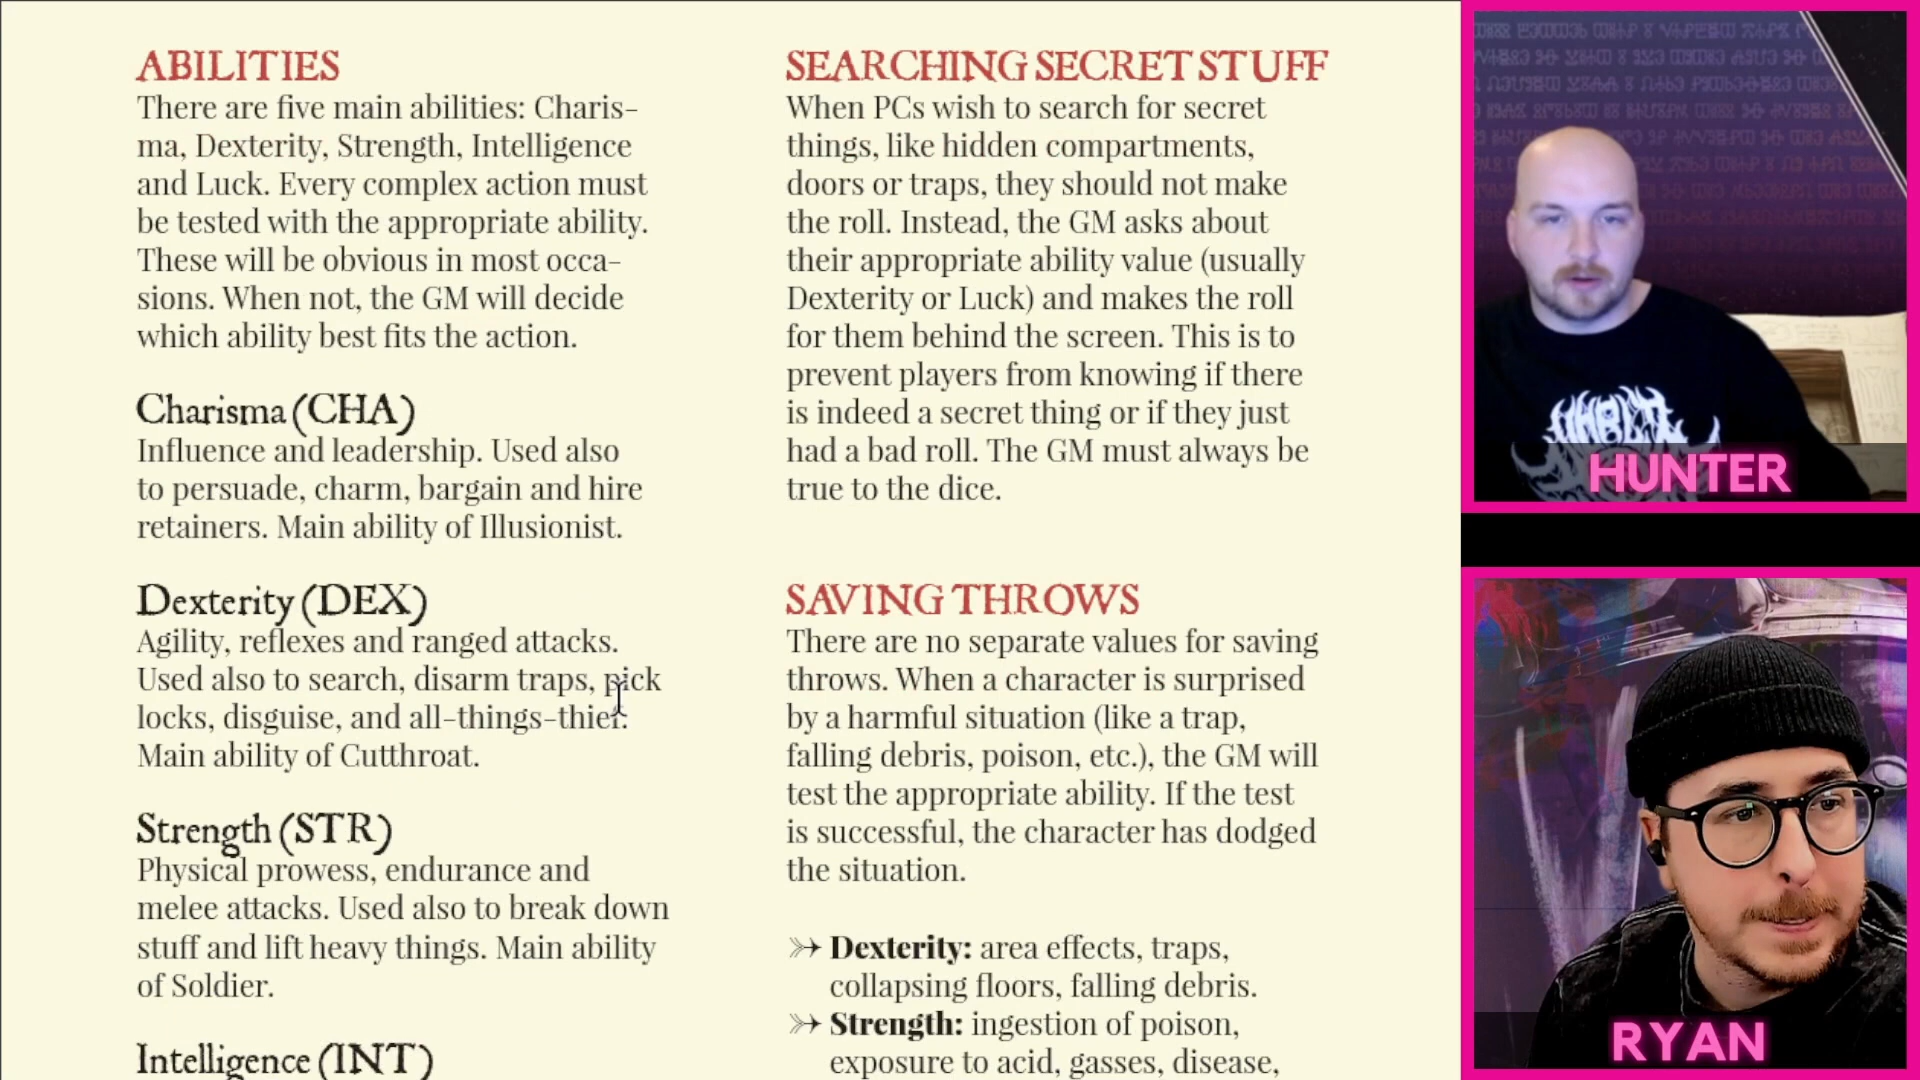 ABILITIES
There are five main abilities: Charis-
ma, Dexterity, Strength, Intelligence
and Luck. Every complex action must
be tested with the appropriate ability.
These will be obvious in most occa-
sions. When not, the GM will decide
which ability best fits the action.
Charisma (CHA)
Influence and leadership. Used also
to persuade, charm, bargain and hire
retainers. Main ability of Illusionist.
Dexterity (DEX)
Agility, reflexes and ranged attacks.
Used also to search, disarm traps, pick
locks, disguise, and all-things-thief.
Main ability of Cutthroat.
Strength (STR)
Physical prowess, endurance and
melee attacks. Used also to break down
stuff and lift heavy things. Main ability
of Soldier.
Intelligence (INT)
SEARCHING SECRET STUFF
When PCs wish to search for secret
things, like hidden compartments,
doors or traps, they should not make
the roll. Instead, the GM asks about
their appropriate ability value (usually
Dexterity or Luck) and makes the roll
for them behind the screen. This is to
prevent players from knowing if there
is indeed a secret thing or if they just
had a bad roll. The GM must always be
true to the dice.
SAVING THROWS
There are no separate values for saving
throws. When a character is surprised
by a harmful situation (like a trap,
falling debris, poison, etc.), the GM will
test the appropriate ability. If the test
is successful, the character has dodged
the situation.
Dexterity: area effects, traps,
collapsing floors, falling debris.
Strength: ingestion of poison,
exposure to acid, gasses, disease,
HUNTER
RYAN